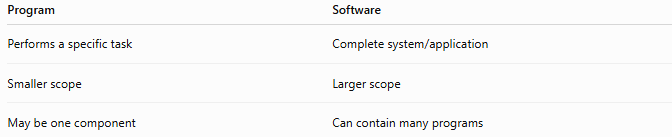 Program Software
Performs a specific task Complete system/application
Smaller scope Larger scope
May be one component Can contain many programs